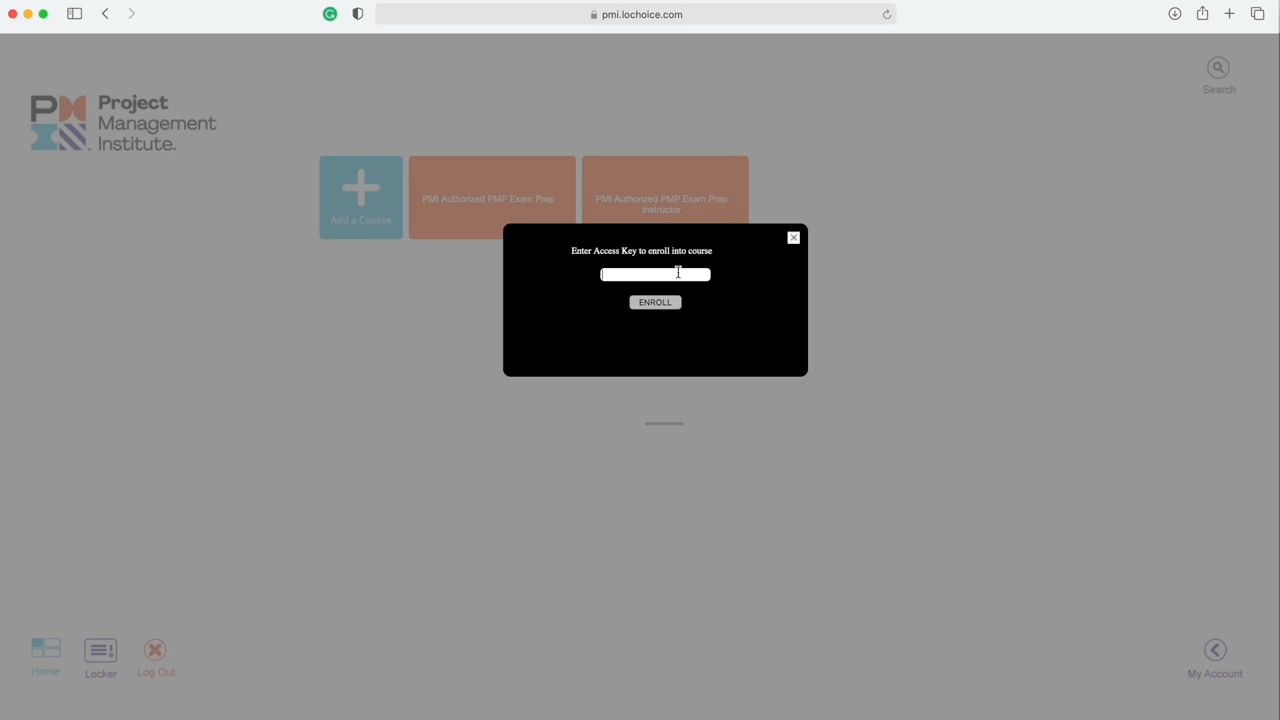 pmi.lochoice.com
Search
Project
Management
Institute.
Add a Course
PMI Authorized PMP Exam Prep
PMI Authorized PMP Exam Prep
Instructor
Enter Access Key to enroll into course
ENROLL
Home
Locker
Log Out
My Account